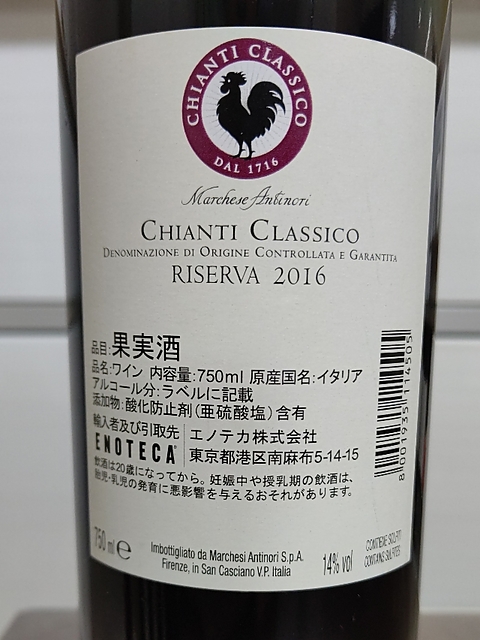 CHIANTI CLASSICO
DAL 1716
Marchese Antinori
CHIANTI CLASSICO
DENOMINAZIONE DI ORIGINE CONTROLLATA E GARANTITA
RISERVA 2016
品目:果実酒
品名:ワイン 内容量:750ml 原産国名:イタリア
アルコール分:ラベルに記載
添加物:酸化防止剤(亜硫酸塩)含有
輸入者及び引取先 エノテカ株式会社
ENOTECA 東京都港区南麻布5-14-15
飲酒は20歳になってから。妊娠中や授乳期の飲酒は、
胎児・乳児の発育に悪影響を与えるおそれがあります。
8 001935 114505
750 ml e
Imbottigliato da Marchesi Antinori S.p.A.
Firenze, in San Casciano V.P. Italia
14% vol
CONTIENE SOLFITI
CONTAINS SULFITES